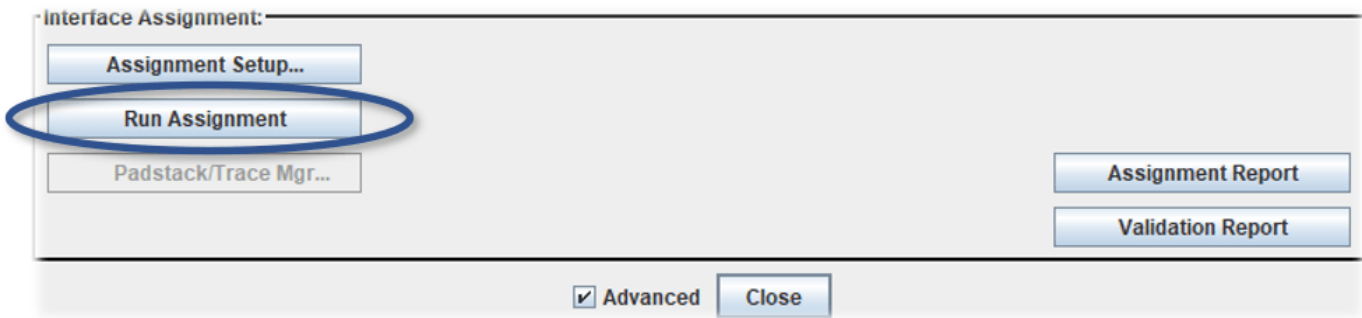 Interface Assignment:
Assignment Setup...
Run Assignment
Padstack/Trace Mgr...
Assignment Report
Validation Report
Advanced
Close